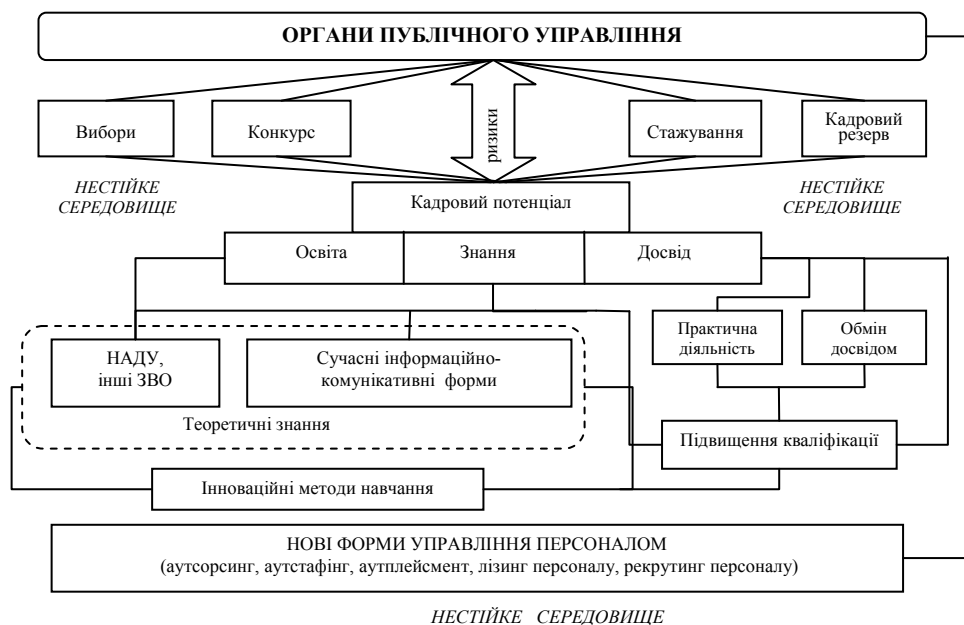 ОРГАНИ ПУБЛІЧНОГО УПРАВЛІННЯ
Вибори
Конкурс
ризики
Стажування
Кадровий
резерв
НЕСТІЙКЕ
СЕРЕДОВИЩЕ
НЕСТІЙКЕ
СЕРЕДОВИЩЕ
Кадровий потенціал
Освіта
Знання
Досвід
НАДУ,
інші ЗВО
Сучасні інформаційно-
комунікативні форми
Практична
діяльність
Обмін
досвідом
Теоретичні знання
Підвищення кваліфікації
Інноваційні методи навчання
НОВІ ФОРМИ УПРАВЛІННЯ ПЕРСОНАЛОМ
(аутсорсинг, аутстафінг, аутплейсмент, лізинг персоналу, рекрутинг персоналу)
НЕСТІЙКЕ СЕРЕДОВИЩЕ